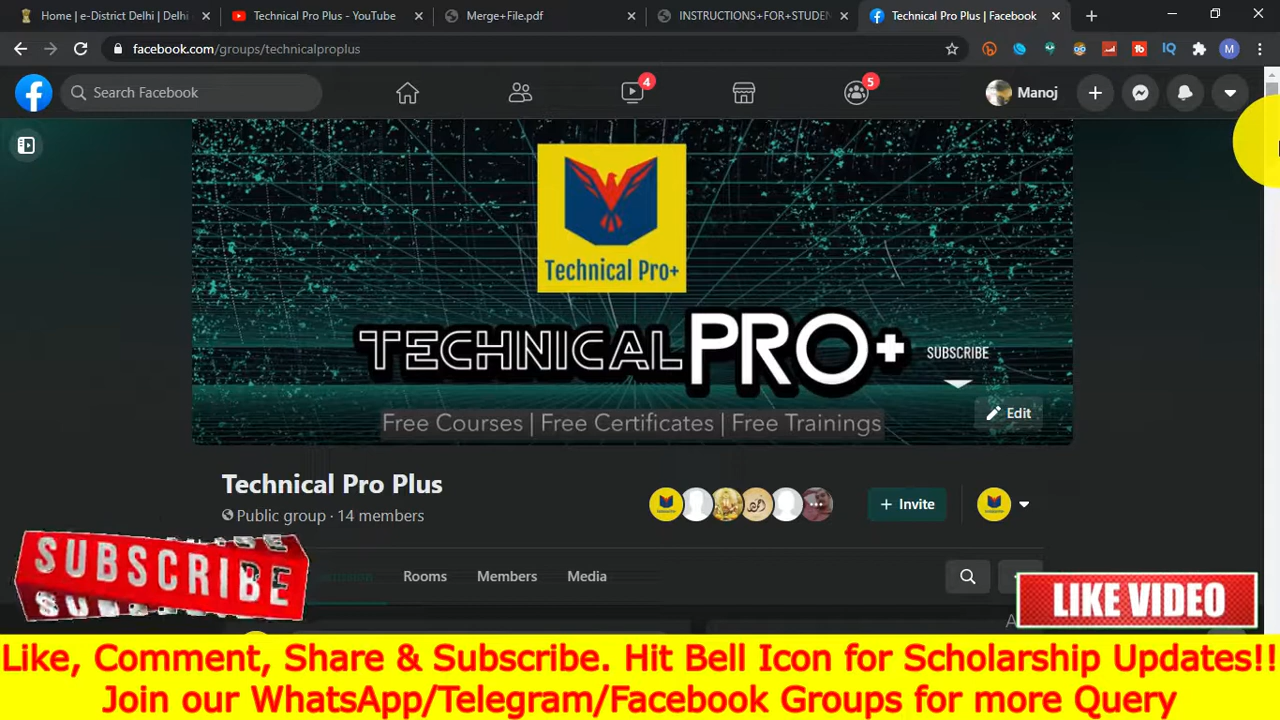 Home | e-District Delhi | Delhi
Technical Pro Plus - YouTube
Merge+File.pdf
INSTRUCTIONS+FOR+STUDEN
Technical Pro Plus | Facebook
facebook.com/groups/technicalproplus
IQ
M
Search Facebook
4
5
Manoj
Technical Pro+
TECHNICAL PRO+
SUBSCRIBE
Edit
Free Courses | Free Certificates | Free Trainings
Technical Pro Plus
Public group · 14 members
Invite
SUBSCRIBE
Rooms
Members
Media
LIKE VIDEO
Like, Comment, Share & Subscribe. Hit Bell Icon for Scholarship Updates!!
Join our WhatsApp/Telegram/Facebook Groups for more Query